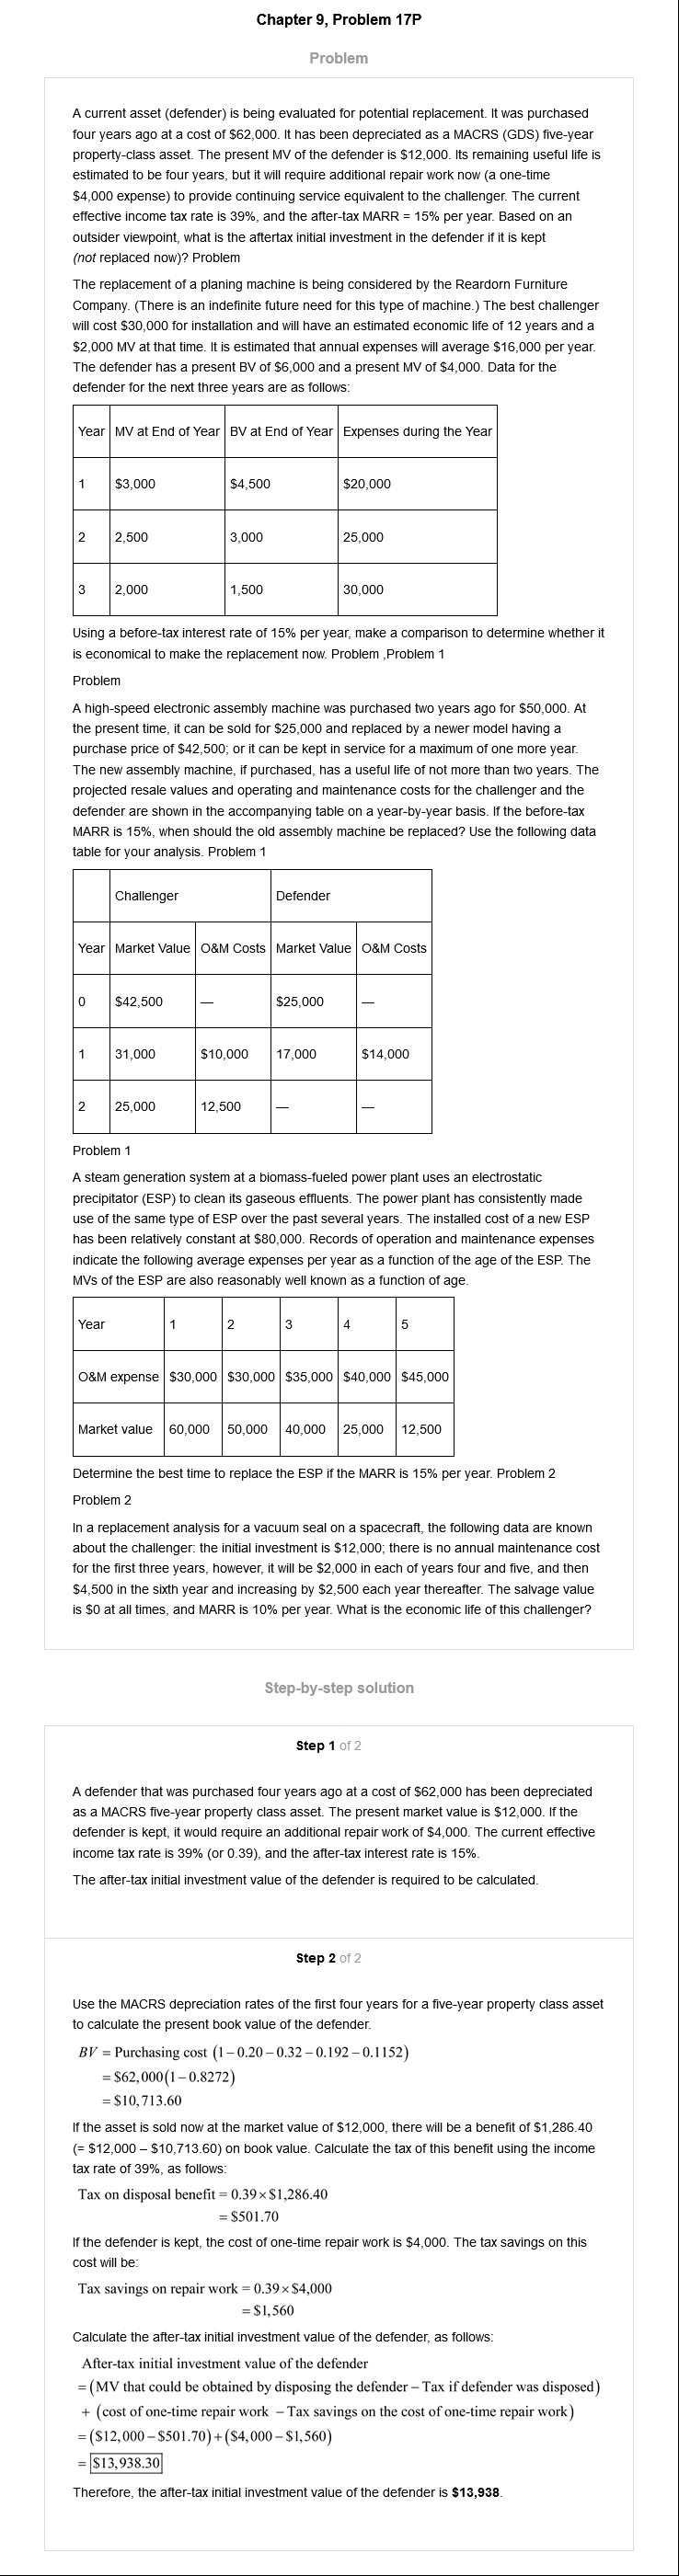 Chapter 9, Problem 17P
Problem
A current asset (defender) is being evaluated for potential replacement. It was purchased
four years ago at a cost of $62,000. It has been depreciated as a MACRS (GDS) five-year
property-class asset. The present MV of the defender is $12,000. Its remaining useful life is
estimated to be four years, but it will require additional repair work now (a one-time
$4,000 expense) to provide continuing service equivalent to the challenger. The current
effective income tax rate is 39%, and the after-tax MARR = 15% per year. Based on an
outsider viewpoint, what is the aftertax initial investment in the defender if it is kept
(not replaced now)? Problem
The replacement of a planing machine is being considered by the Reardorn Furniture
Company. (There is an indefinite future need for this type of machine.) The best challenger
will cost $30,000 for installation and will have an estimated economic life of 12 years and a
$2,000 MV at that time. It is estimated that annual expenses will average $16,000 per year.
The defender has a present BV of $6,000 and a present MV of $4,000. Data for the
defender for the next three years are as follows:
Year MV at End of Year BV at End of Year Expenses during the Year
1 $3,000 $4,500 $20,000
2 2,500 3,000 25,000
3 2,000 1,500 30,000
Using a before-tax interest rate of 15% per year, make a comparison to determine whether it
is economical to make the replacement now. Problem ,Problem 1
Problem
A high-speed electronic assembly machine was purchased two years ago for $50,000. At
the present time, it can be sold for $25,000 and replaced by a newer model having a
purchase price of $42,500; or it can be kept in service for a maximum of one more year.
The new assembly machine, if purchased, has a useful life of not more than two years. The
projected resale values and operating and maintenance costs for the challenger and the
defender are shown in the accompanying table on a year-by-year basis. If the before-tax
MARR is 15%, when should the old assembly machine be replaced? Use the following data
table for your analysis. Problem 1
Challenger Defender
Year Market Value O&M Costs Market Value O&M Costs
0 $42,500 — $25,000 —
1 31,000 $10,000 17,000 $14,000
2 25,000 12,500 — —
Problem 1
A steam generation system at a biomass-fueled power plant uses an electrostatic
precipitator (ESP) to clean its gaseous effluents. The power plant has consistently made
use of the same type of ESP over the past several years. The installed cost of a new ESP
has been relatively constant at $80,000. Records of operation and maintenance expenses
indicate the following average expenses per year as a function of the age of the ESP. The
MVs of the ESP are also reasonably well known as a function of age.
Year 1 2 3 4 5
O&M expense $30,000 $30,000 $35,000 $40,000 $45,000
Market value 60,000 50,000 40,000 25,000 12,500
Determine the best time to replace the ESP if the MARR is 15% per year. Problem 2
Problem 2
In a replacement analysis for a vacuum seal on a spacecraft, the following data are known
about the challenger: the initial investment is $12,000; there is no annual maintenance cost
for the first three years, however, it will be $2,000 in each of years four and five, and then
$4,500 in the sixth year and increasing by $2,500 each year thereafter. The salvage value
is $0 at all times, and MARR is 10% per year. What is the economic life of this challenger?
Step-by-step solution
Step 1 of 2
A defender that was purchased four years ago at a cost of $62,000 has been depreciated
as a MACRS five-year property class asset. The present market value is $12,000. If the
defender is kept, it would require an additional repair work of $4,000. The current effective
income tax rate is 39% (or 0.39), and the after-tax interest rate is 15%.
The after-tax initial investment value of the defender is required to be calculated.
Step 2 of 2
Use the MACRS depreciation rates of the first four years for a five-year property class asset
to calculate the present book value of the defender.
BV = Purchasing cost (1 – 0.20 – 0.32 – 0.192 – 0.1152)
= $62,000(1 – 0.8272)
= $10,713.60
If the asset is sold now at the market value of $12,000, there will be a benefit of $1,286.40
(= $12,000 – $10,713.60) on book value. Calculate the tax of this benefit using the income
tax rate of 39%, as follows:
Tax on disposal benefit = 0.39 × $1,286.40
= $501.70
If the defender is kept, the cost of one-time repair work is $4,000. The tax savings on this
cost will be:
Tax savings on repair work = 0.39 × $4,000
= $1,560
Calculate the after-tax initial investment value of the defender, as follows:
After-tax initial investment value of the defender
= (MV that could be obtained by disposing the defender – Tax if defender was disposed)
+ (cost of one-time repair work – Tax savings on the cost of one-time repair work)
= ($12,000 – $501.70) + ($4,000 – $1,560)
= $13,938.30
Therefore, the after-tax initial investment value of the defender is $13,938.